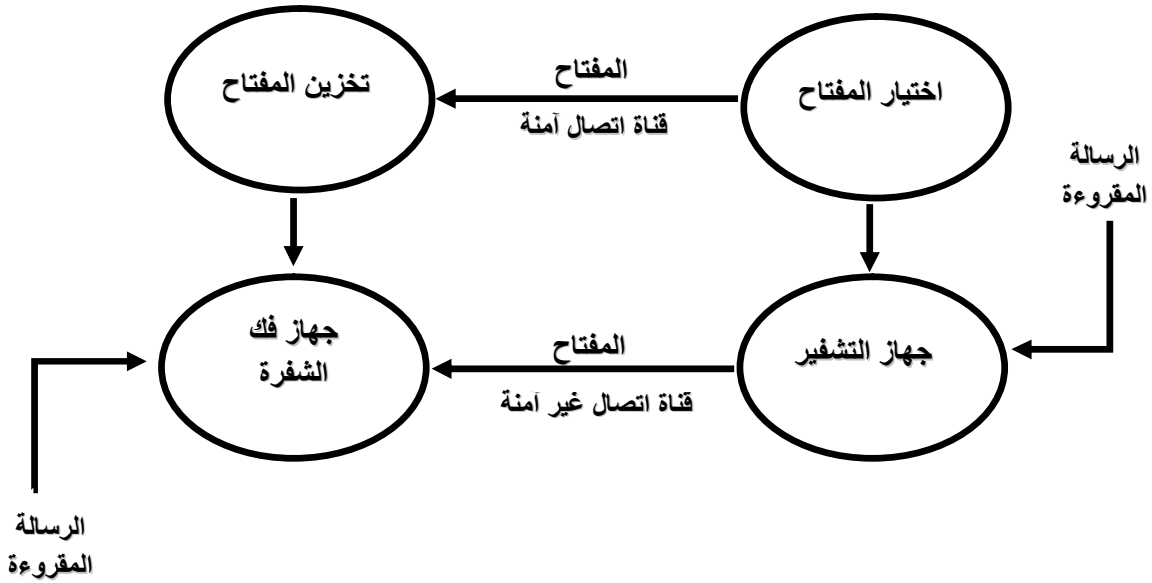 اختيار المفتاح
المفتاح
قناة اتصال آمنة
تخزين المفتاح
الرسالة
المقروءة
جهاز التشفير
المفتاح
قناة اتصال غير آمنة
جهاز فك
الشفرة
الرسالة
المقروءة